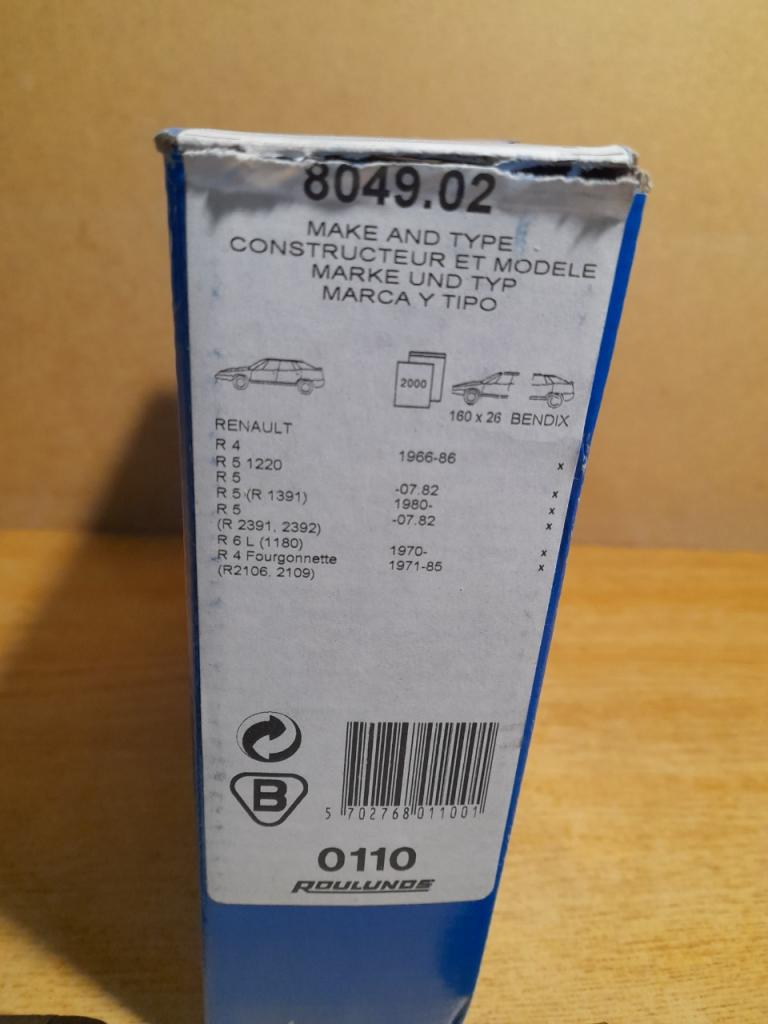 8049.02
MAKE AND TYPE
CONSTRUCTEUR ET MODELE
MARKE UND TYP
MARCA Y TIPO
2000
160 x 26 BENDIX
RENAULT
R 4
R 5 1220 1966-86 x
R 5
R 5 (R 1391) -07.82 x
R 5 1980- x
(R 2391, 2392) -07.82 x
R 6 L (1180)
R 4 Fourgonnette 1970- x
(R2106, 2109) 1971-85 x
B
5 702768 011001
0110
ROULUNDS